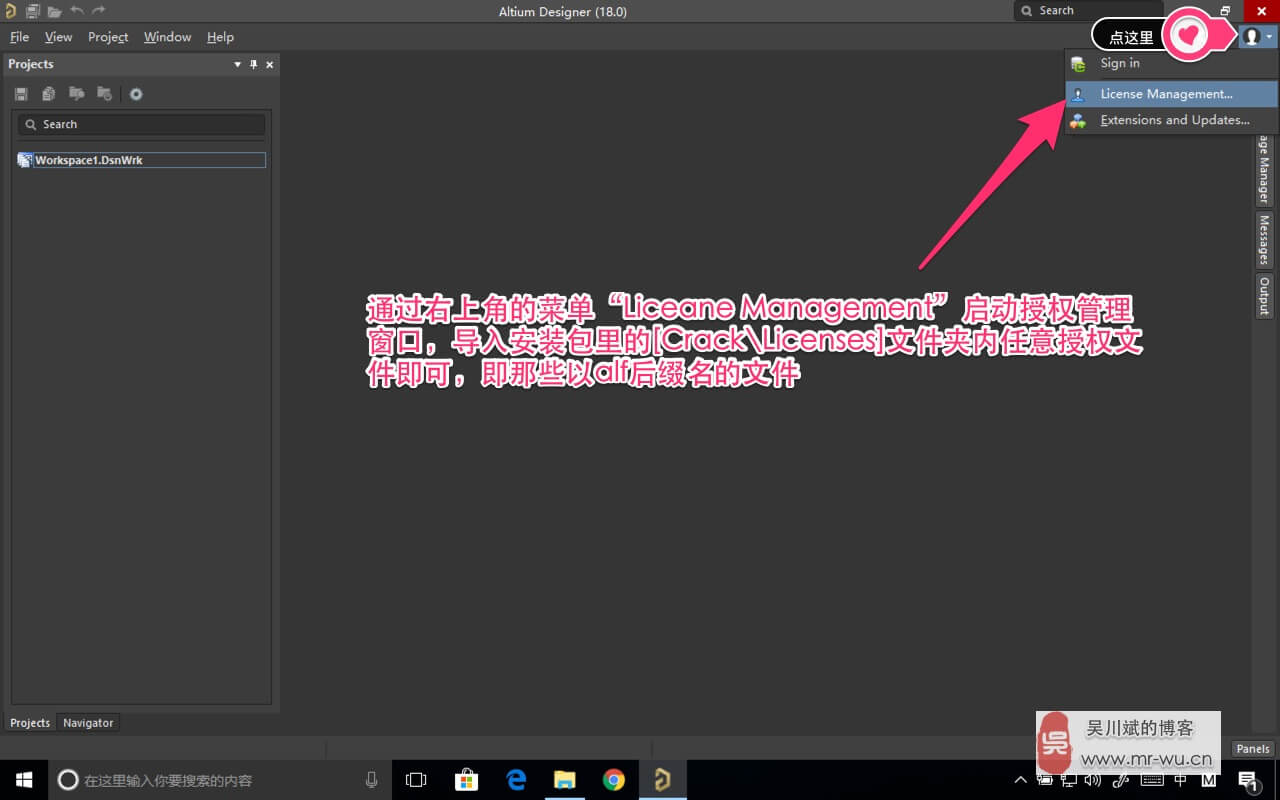 Altium Designer (18.0)
Search
File View Project Window Help
点这里
Projects
Sign in
License Management...
Extensions and Updates...
Search
Workspace1.DsnWrk
age Manager
Messages
Output
通过右上角的菜单“Liceane Management”启动授权管理
窗口，导入安装包里的[Crack\Licenses]文件夹内任意授权文
件即可，即那些以alf后缀名的文件
Projects Navigator
吴川斌的博客
www.mr-wu.cn
吳
Panels
在这里输入你要搜索的内容
中 M
1